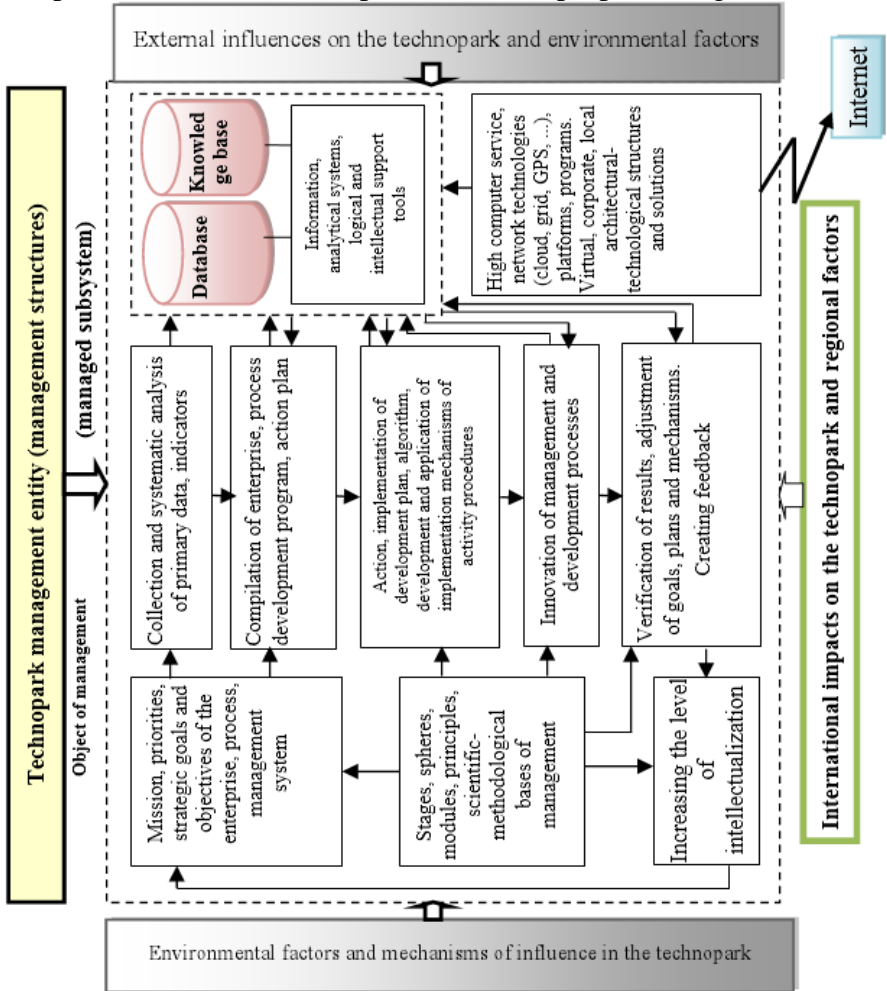 External influences on the technopark and environmental factors
Technopark management entity (management structures)
Object of management
(managed subsystem)
Internet
International impacts on the technopark and regional factors
Database
Knowled
ge base
Information,
analytical systems,
logical and
intellectual support
tools
High computer service,
network technologies
(cloud, grid, GPS, ...),
platforms, programs.
Virtual, corporate, local
architectural-
technological structures
and solutions
Collection and systematic analysis
of primary data, indicators
Compilation of enterprise, process
development program, action plan
Action, implementation of
development plan, algorithm,
development and application of
implementation mechanisms of
activity procedures
Innovation of management and
development processes
Verification of results, adjustment
of goals, plans and mechanisms.
Creating feedback
Mission, priorities,
strategic goals and
objectives of the
enterprise, process,
management
system
Stages, spheres,
modules, principles,
scientific-
methodological
bases of
management
Increasing the level
of
intellectualization
Environmental factors and mechanisms of influence in the technopark